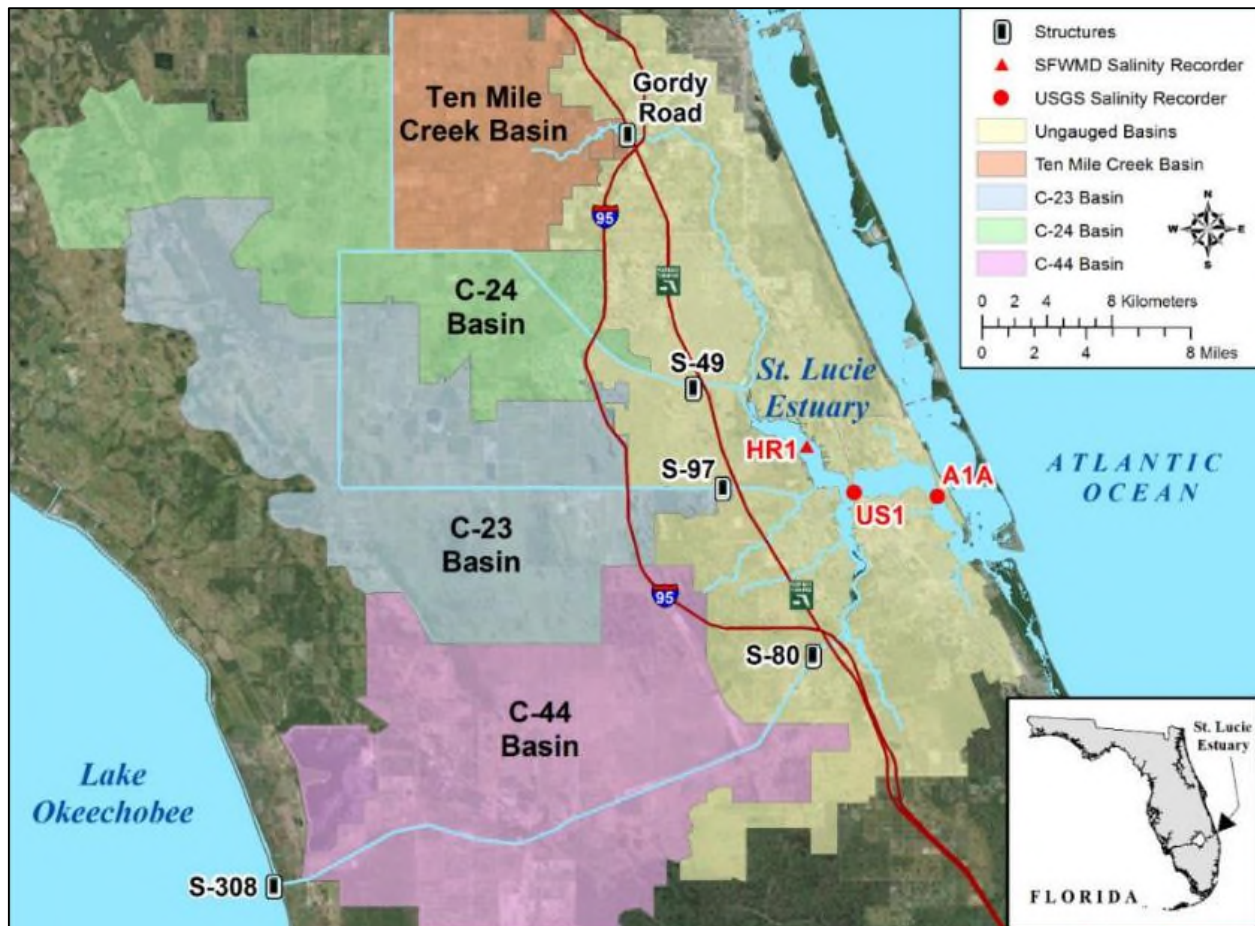 Structures
SFWMD Salinity Recorder
USGS Salinity Recorder
Ungauged Basins
Ten Mile Creek Basin
C-23 Basin
C-24 Basin
C-44 Basin
N
W
E
S
0 2 4 8 Kilometers
0 2 4 8 Miles
Gordy
Road
Ten Mile
Creek Basin
95
C-24
Basin
S-49
St. Lucie
Estuary
HR1
S-97
A1A
US1
ATLANTIC
OCEAN
C-23
Basin
95
S-80
C-44
Basin
Lake
Okeechobee
S-308
St. Lucie
Estuary
FLORIDA